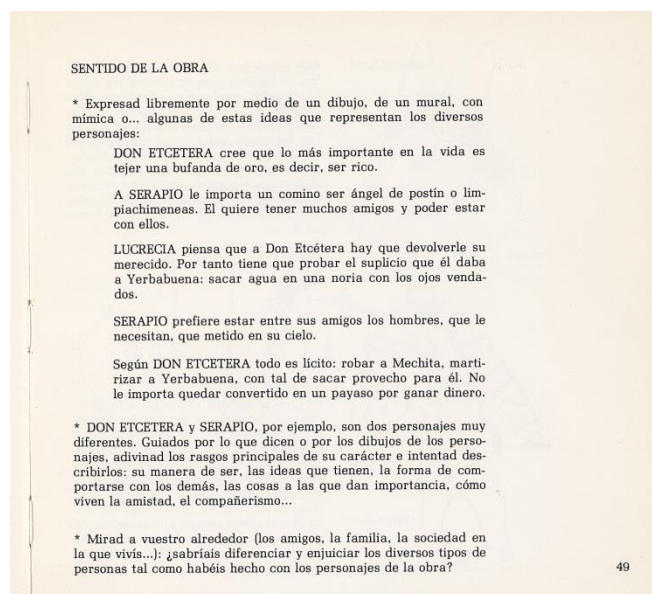 SENTIDO DE LA OBRA
* Expresad libremente por medio de un dibujo, de un mural, con
mímica o... algunas de estas ideas que representan los diversos
personajes:
DON ETCETERA cree que lo más importante en la vida es
tejer una bufanda de oro, es decir, ser rico.
A SERAPIO le importa un comino ser ángel de postín o lim-
piachimeneas. El quiere tener muchos amigos y poder estar
con ellos.
LUCRECIA piensa que a Don Etcétera hay que devolverle su
merecido. Por tanto tiene que probar el suplicio que él daba
a Yerbabuena: sacar agua en una noria con los ojos venda-
dos.
SERAPIO prefiere estar entre sus amigos los hombres, que le
necesitan, que metido en su cielo.
Según DON ETCETERA todo es lícito: robar a Mechita, marti-
rizar a Yerbabuena, con tal de sacar provecho para él. No
le importa quedar convertido en un payaso por ganar dinero.
* DON ETCETERA y SERAPIO, por ejemplo, son dos personajes muy
diferentes. Guiados por lo que dicen o por los dibujos de los perso-
najes, adivinad los rasgos principales de su carácter e intentad des-
cribirlos: su manera de ser, las ideas que tienen, la forma de com-
portarse con los demás, las cosas a las que dan importancia, cómo
viven la amistad, el compañerismo...
* Mirad a vuestro alrededor (los amigos, la familia, la sociedad en
la que vivís...): ¿sabríais diferenciar y enjuiciar los diversos tipos de
personas tal como habéis hecho con los personajes de la obra?
49